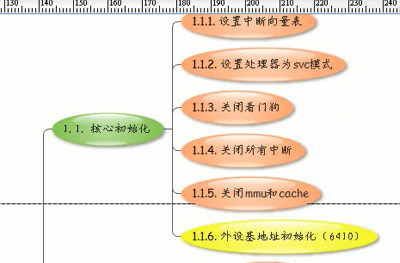 130 140 150 160 170 180 190 200 210 220 230 240
1.1.1. 设置中断向量表
1.1.2. 设置处理器为svc模式
1.1. 核心初始化
1.1.3. 关闭看门狗
1.1.4. 关闭所有中断
1.1.5. 关闭mmu和cache
1.1.6. 外设基地址初始化（6410）